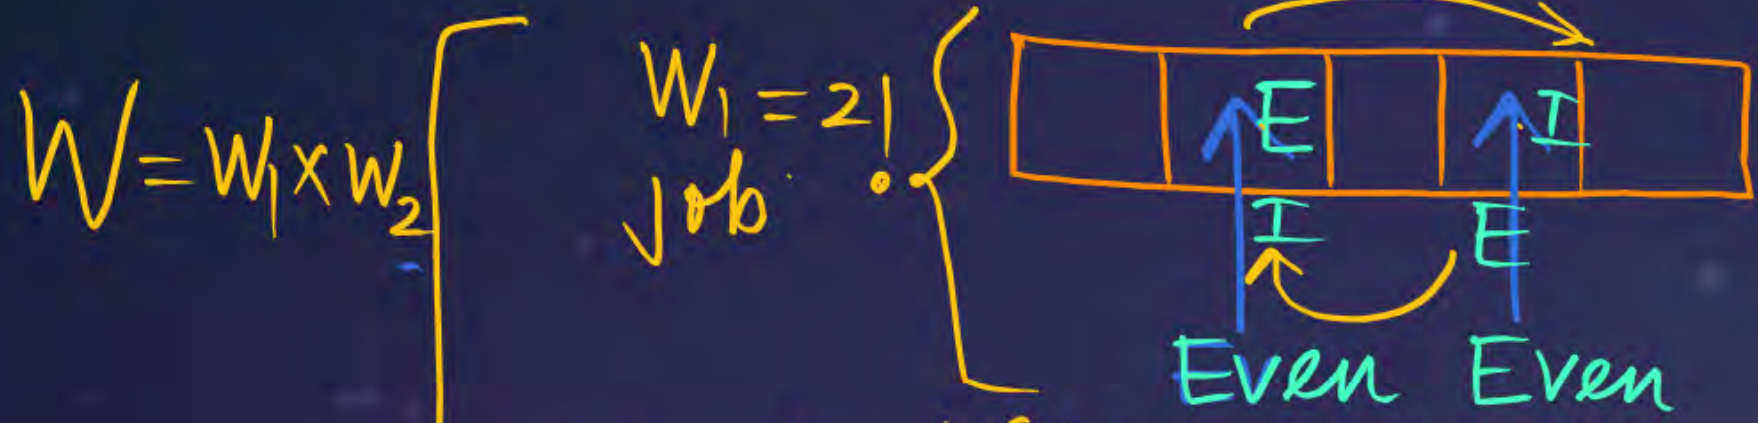 W = W1 × W2
W1 = 2!
job
E I
I E
Even Even